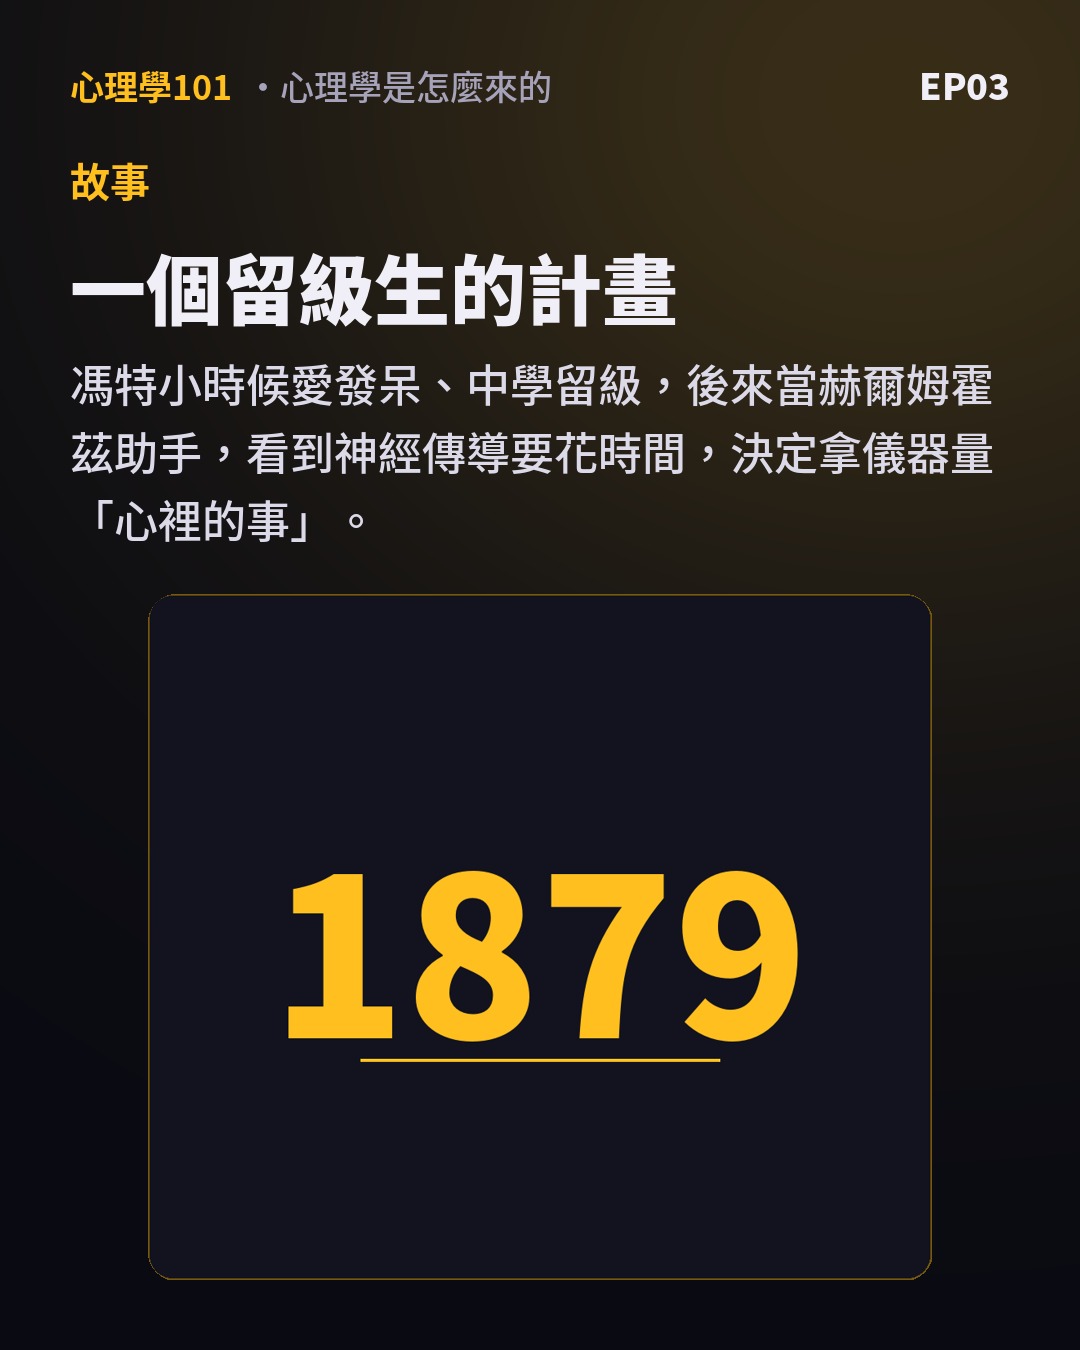 心理學101 ・心理學是怎麼來的
EP03
故事
一個留級生的計畫
馮特小時候愛發呆、中學留級，後來當赫爾姆霍
茲助手，看到神經傳導要花時間，決定拿儀器量
「心裡的事」。
1879